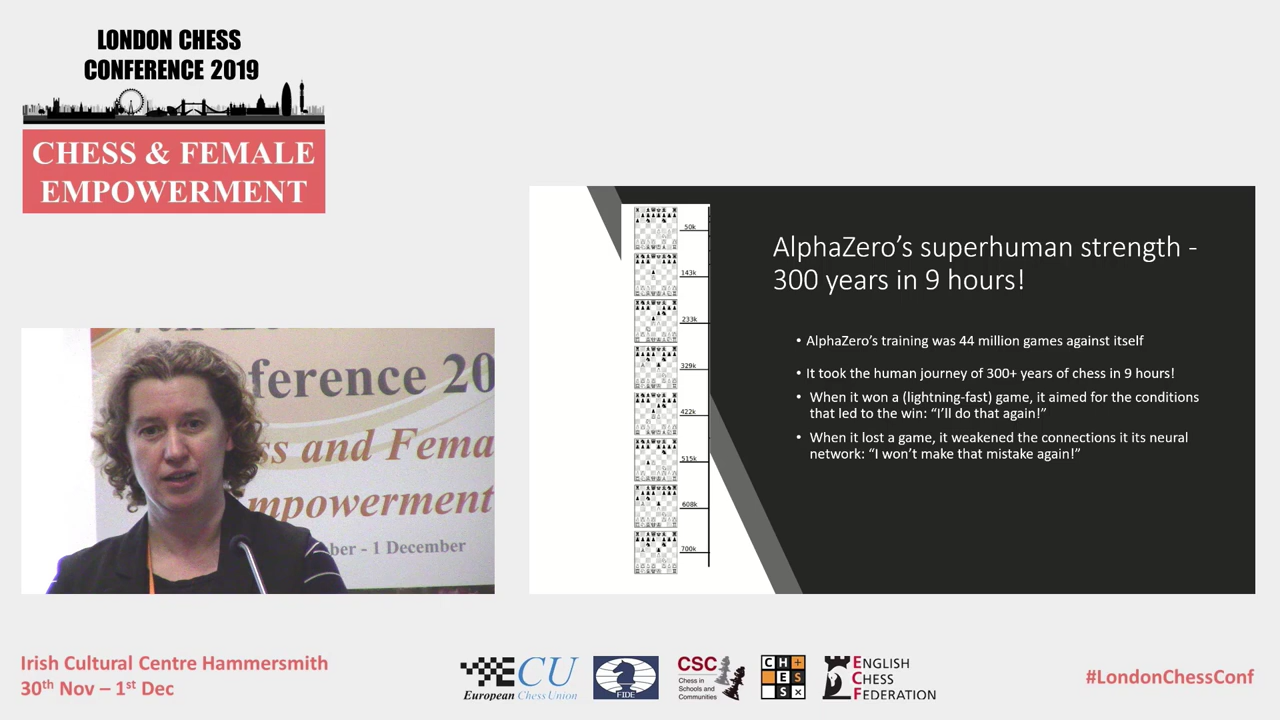 LONDON CHESS
CONFERENCE 2019
CHESS & FEMALE
EMPOWERMENT
ference 20
ss and Fema
mpowerment
ber - 1 December
50k
143k
233k
329k
422k
515k
608k
700k
AlphaZero's superhuman strength -
300 years in 9 hours!
• AlphaZero's training was 44 million games against itself
• It took the human journey of 300+ years of chess in 9 hours!
• When it won a (lightning-fast) game, it aimed for the conditions
that led to the win: "I'll do that again!"
• When it lost a game, it weakened the connections it its neural
network: "I won't make that mistake again!"
Irish Cultural Centre Hammersmith
30th Nov – 1st Dec
ECU
European Chess Union
FIDE
CSC
Chess in
Schools and
Communities
CH+
ES
ESx
ECF
ENGLISH
CHESS
FEDERATION
#LondonChessConf